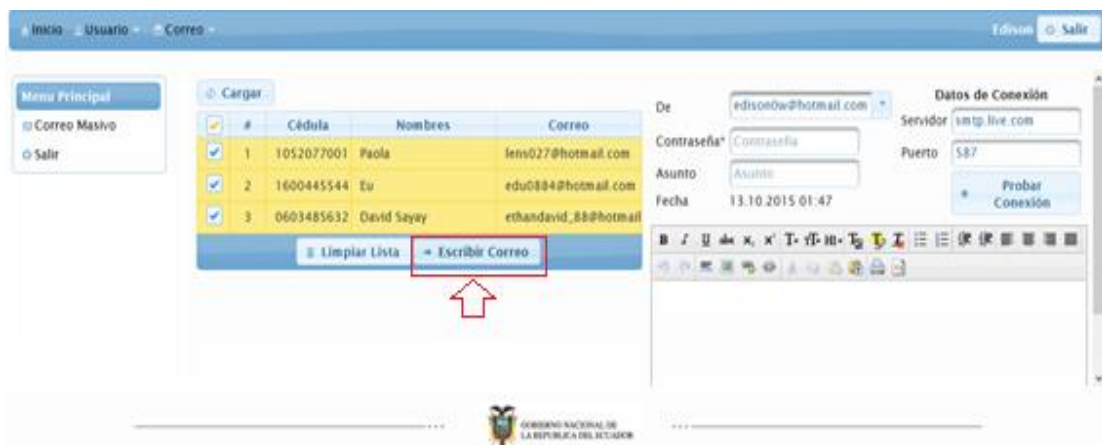 Inicio Usuario Correo Edison Salir
Menu Principal
Correo Masivo
Salir
Cargar
# Cédula Nombres Correo
1 1052077001 Paola lens027@hotmail.com
2 1600445544 Eu edu0884@hotmail.com
3 0603485632 David Sayay ethandavid_88@hotmail
Limpiar Lista Escribir Correo
De edison0w@hotmail.com
Contraseña* Contraseña
Asunto Asunto
Fecha 13.10.2015 01:47
Datos de Conexión
Servidor smtp.live.com
Puerto 587
Probar
Conexión
B I U abc
GOBIERNO NACIONAL DE
LA REPUBLICA DEL ECUADOR